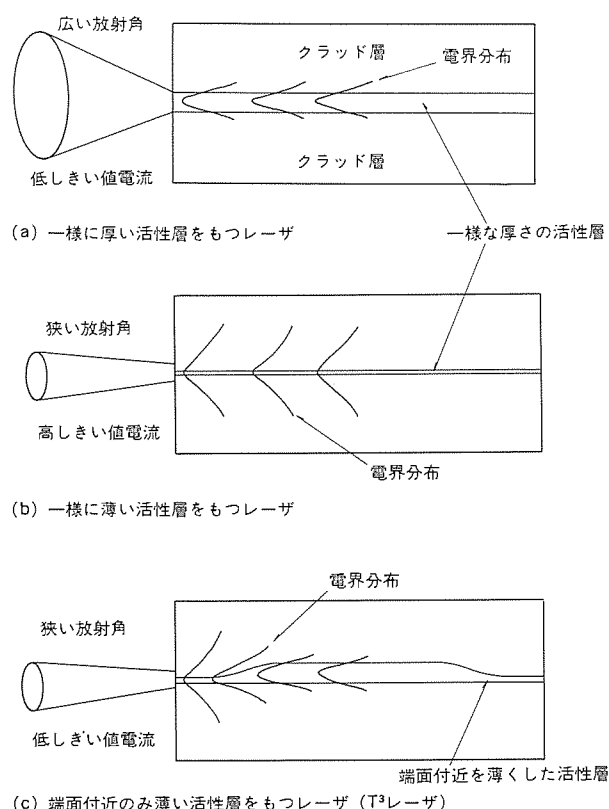 広い放射角
クラッド層
電界分布
クラッド層
低しきい値電流
(a) 一様に厚い活性層をもつレーザ
一様な厚さの活性層
狭い放射角
高しきい値電流
電界分布
(b) 一様に薄い活性層をもつレーザ
電界分布
狭い放射角
低しきい値電流
端面付近を薄くした活性層
(c) 端面付近のみ薄い活性層をもつレーザ (T³レーザ)